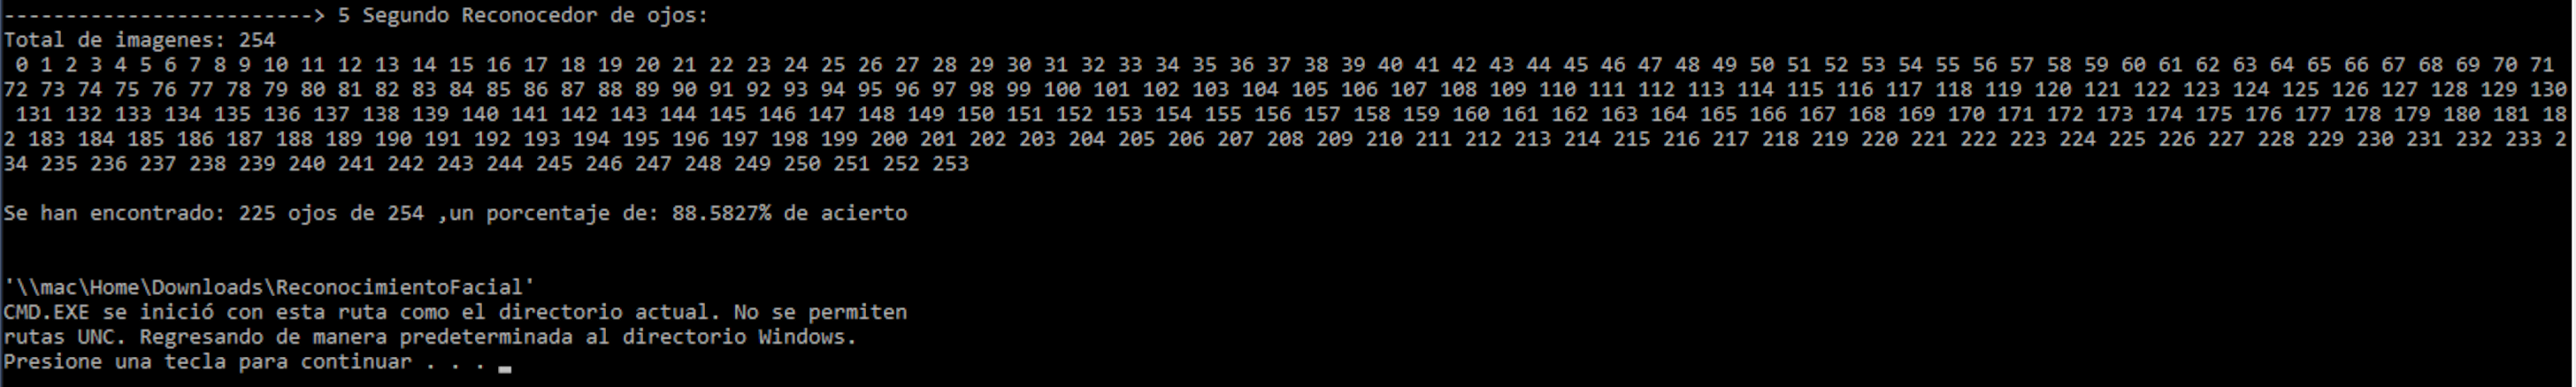 -------------------------> 5 Segundo Reconocedor de ojos:
Total de imagenes: 254
0 1 2 3 4 5 6 7 8 9 10 11 12 13 14 15 16 17 18 19 20 21 22 23 24 25 26 27 28 29 30 31 32 33 34 35 36 37 38 39 40 41 42 43 44 45 46 47 48 49 50 51 52 53 54 55 56 57 58 59 60 61 62 63 64 65 66 67 68 69 70 71
72 73 74 75 76 77 78 79 80 81 82 83 84 85 86 87 88 89 90 91 92 93 94 95 96 97 98 99 100 101 102 103 104 105 106 107 108 109 110 111 112 113 114 115 116 117 118 119 120 121 122 123 124 125 126 127 128 129 130
131 132 133 134 135 136 137 138 139 140 141 142 143 144 145 146 147 148 149 150 151 152 153 154 155 156 157 158 159 160 161 162 163 164 165 166 167 168 169 170 171 172 173 174 175 176 177 178 179 180 181 18
2 183 184 185 186 187 188 189 190 191 192 193 194 195 196 197 198 199 200 201 202 203 204 205 206 207 208 209 210 211 212 213 214 215 216 217 218 219 220 221 222 223 224 225 226 227 228 229 230 231 232 233 2
34 235 236 237 238 239 240 241 242 243 244 245 246 247 248 249 250 251 252 253
Se han encontrado: 225 ojos de 254 ,un porcentaje de: 88.5827% de acierto
'\\mac\Home\Downloads\ReconocimientoFacial'
CMD.EXE se inició con esta ruta como el directorio actual. No se permiten
rutas UNC. Regresando de manera predeterminada al directorio Windows.
Presione una tecla para continuar . . .